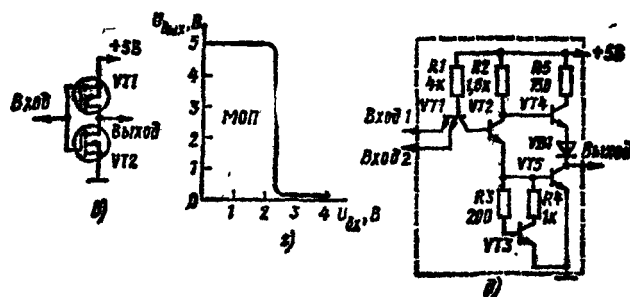 +5В
VT1
Вход
Выход
VT2
в)
Uвых, В
5
4
3
2
1
0
МОП
1
2
3
4
Uвх, В
г)
+5В
R1
4к
R2
1,6к
R5
130
VT1
VT2
VT4
Вход 1
Вход 2
VD1
VT5
Выход
R3
200
R4
1к
VT3
д)